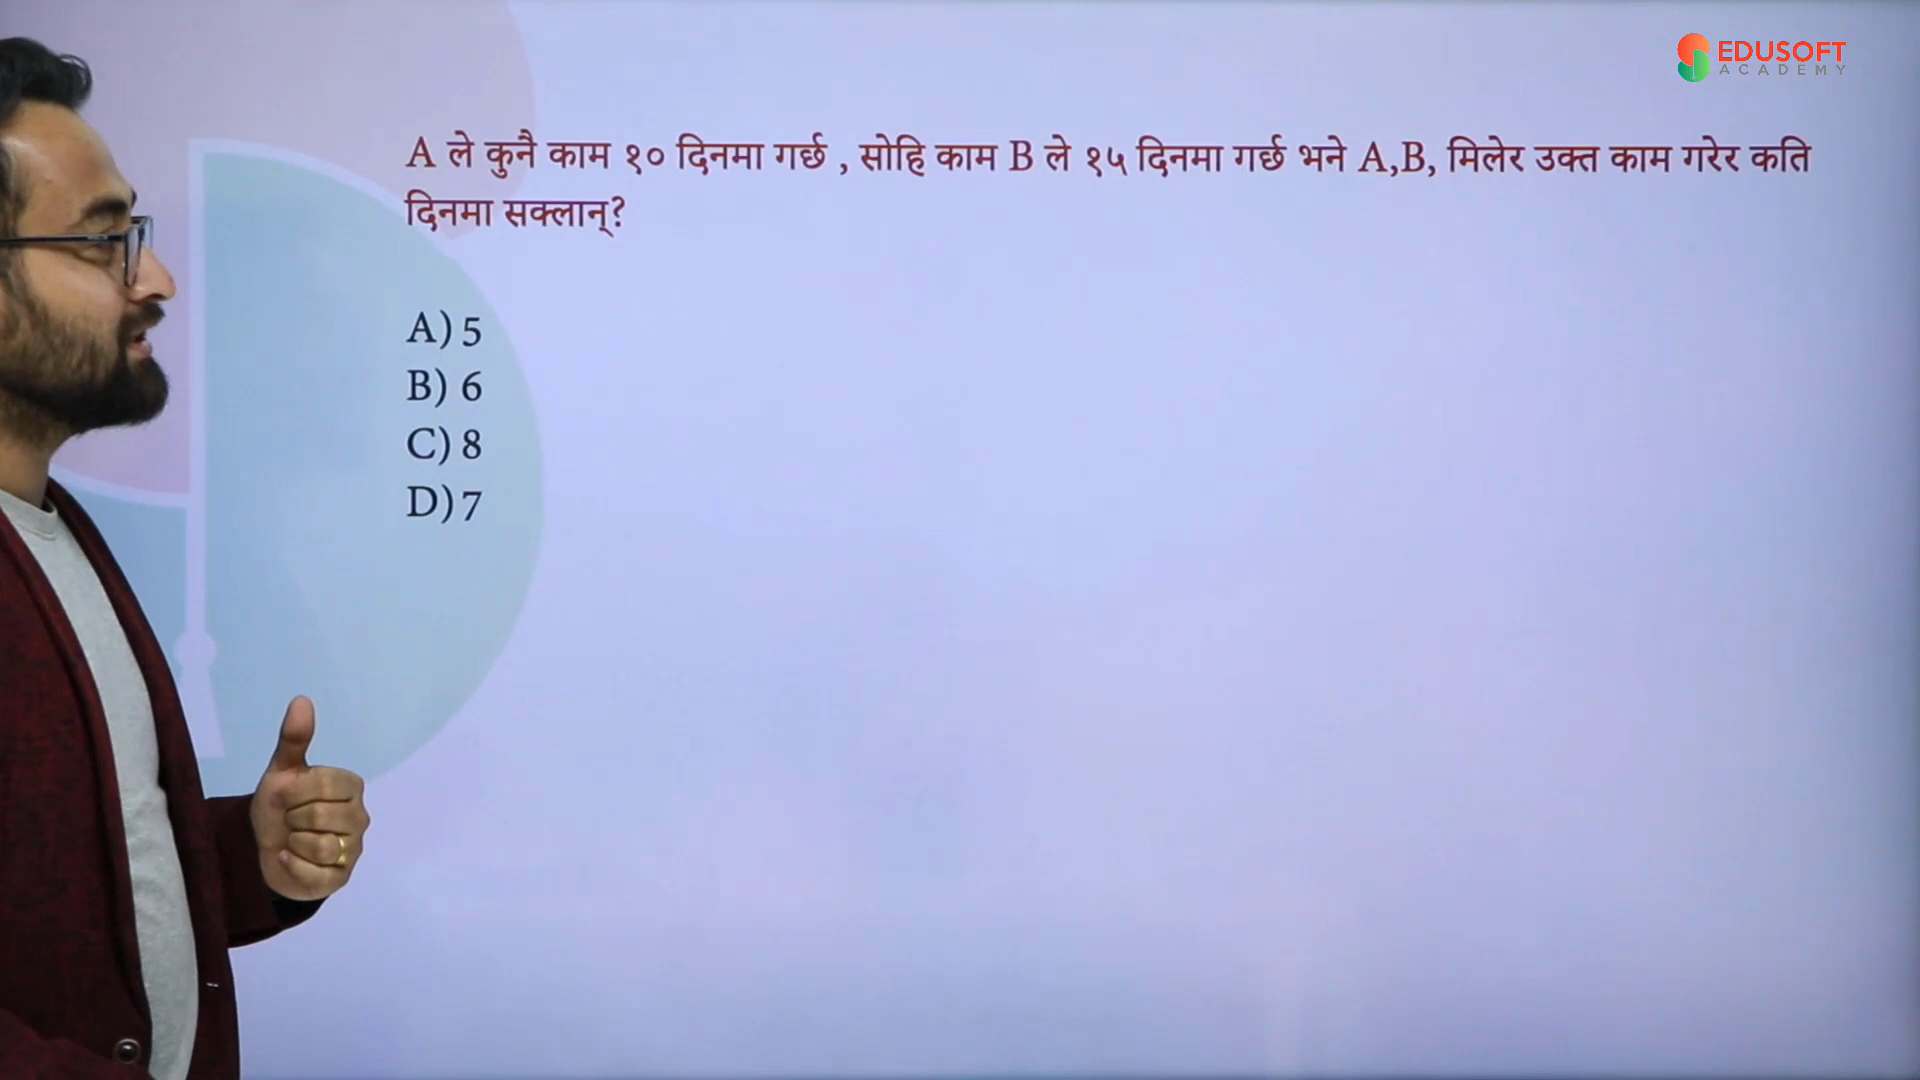 EDUSOFT
ACADEMY
A ले कुनै काम १० दिनमा गर्छ , सोहि काम B ले १५ दिनमा गर्छ भने A,B, मिलेर उक्त काम गरेर कति
दिनमा सक्लान्?
A) 5
B) 6
C) 8
D) 7